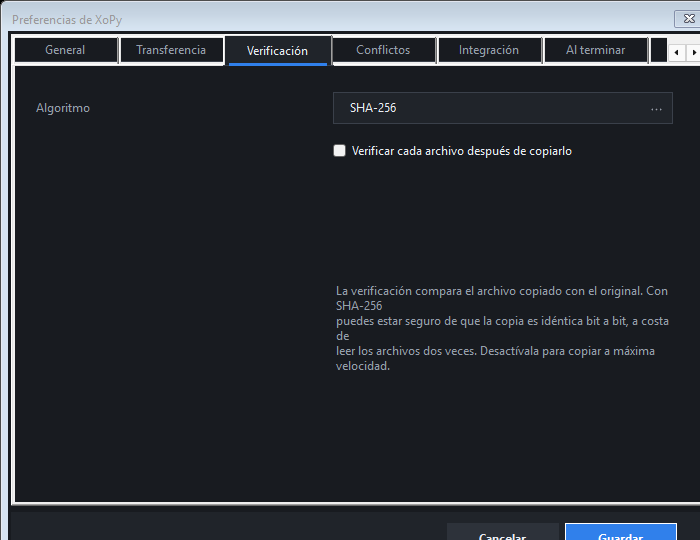 Preferencias de XoPy
General Transferencia Verificación Conflictos Integración Al terminar
Algoritmo SHA-256 ...
Verificar cada archivo después de copiarlo
La verificación compara el archivo copiado con el original. Con
SHA-256
puedes estar seguro de que la copia es idéntica bit a bit, a costa
de
leer los archivos dos veces. Desactívala para copiar a máxima
velocidad.
Cancelar Guardar